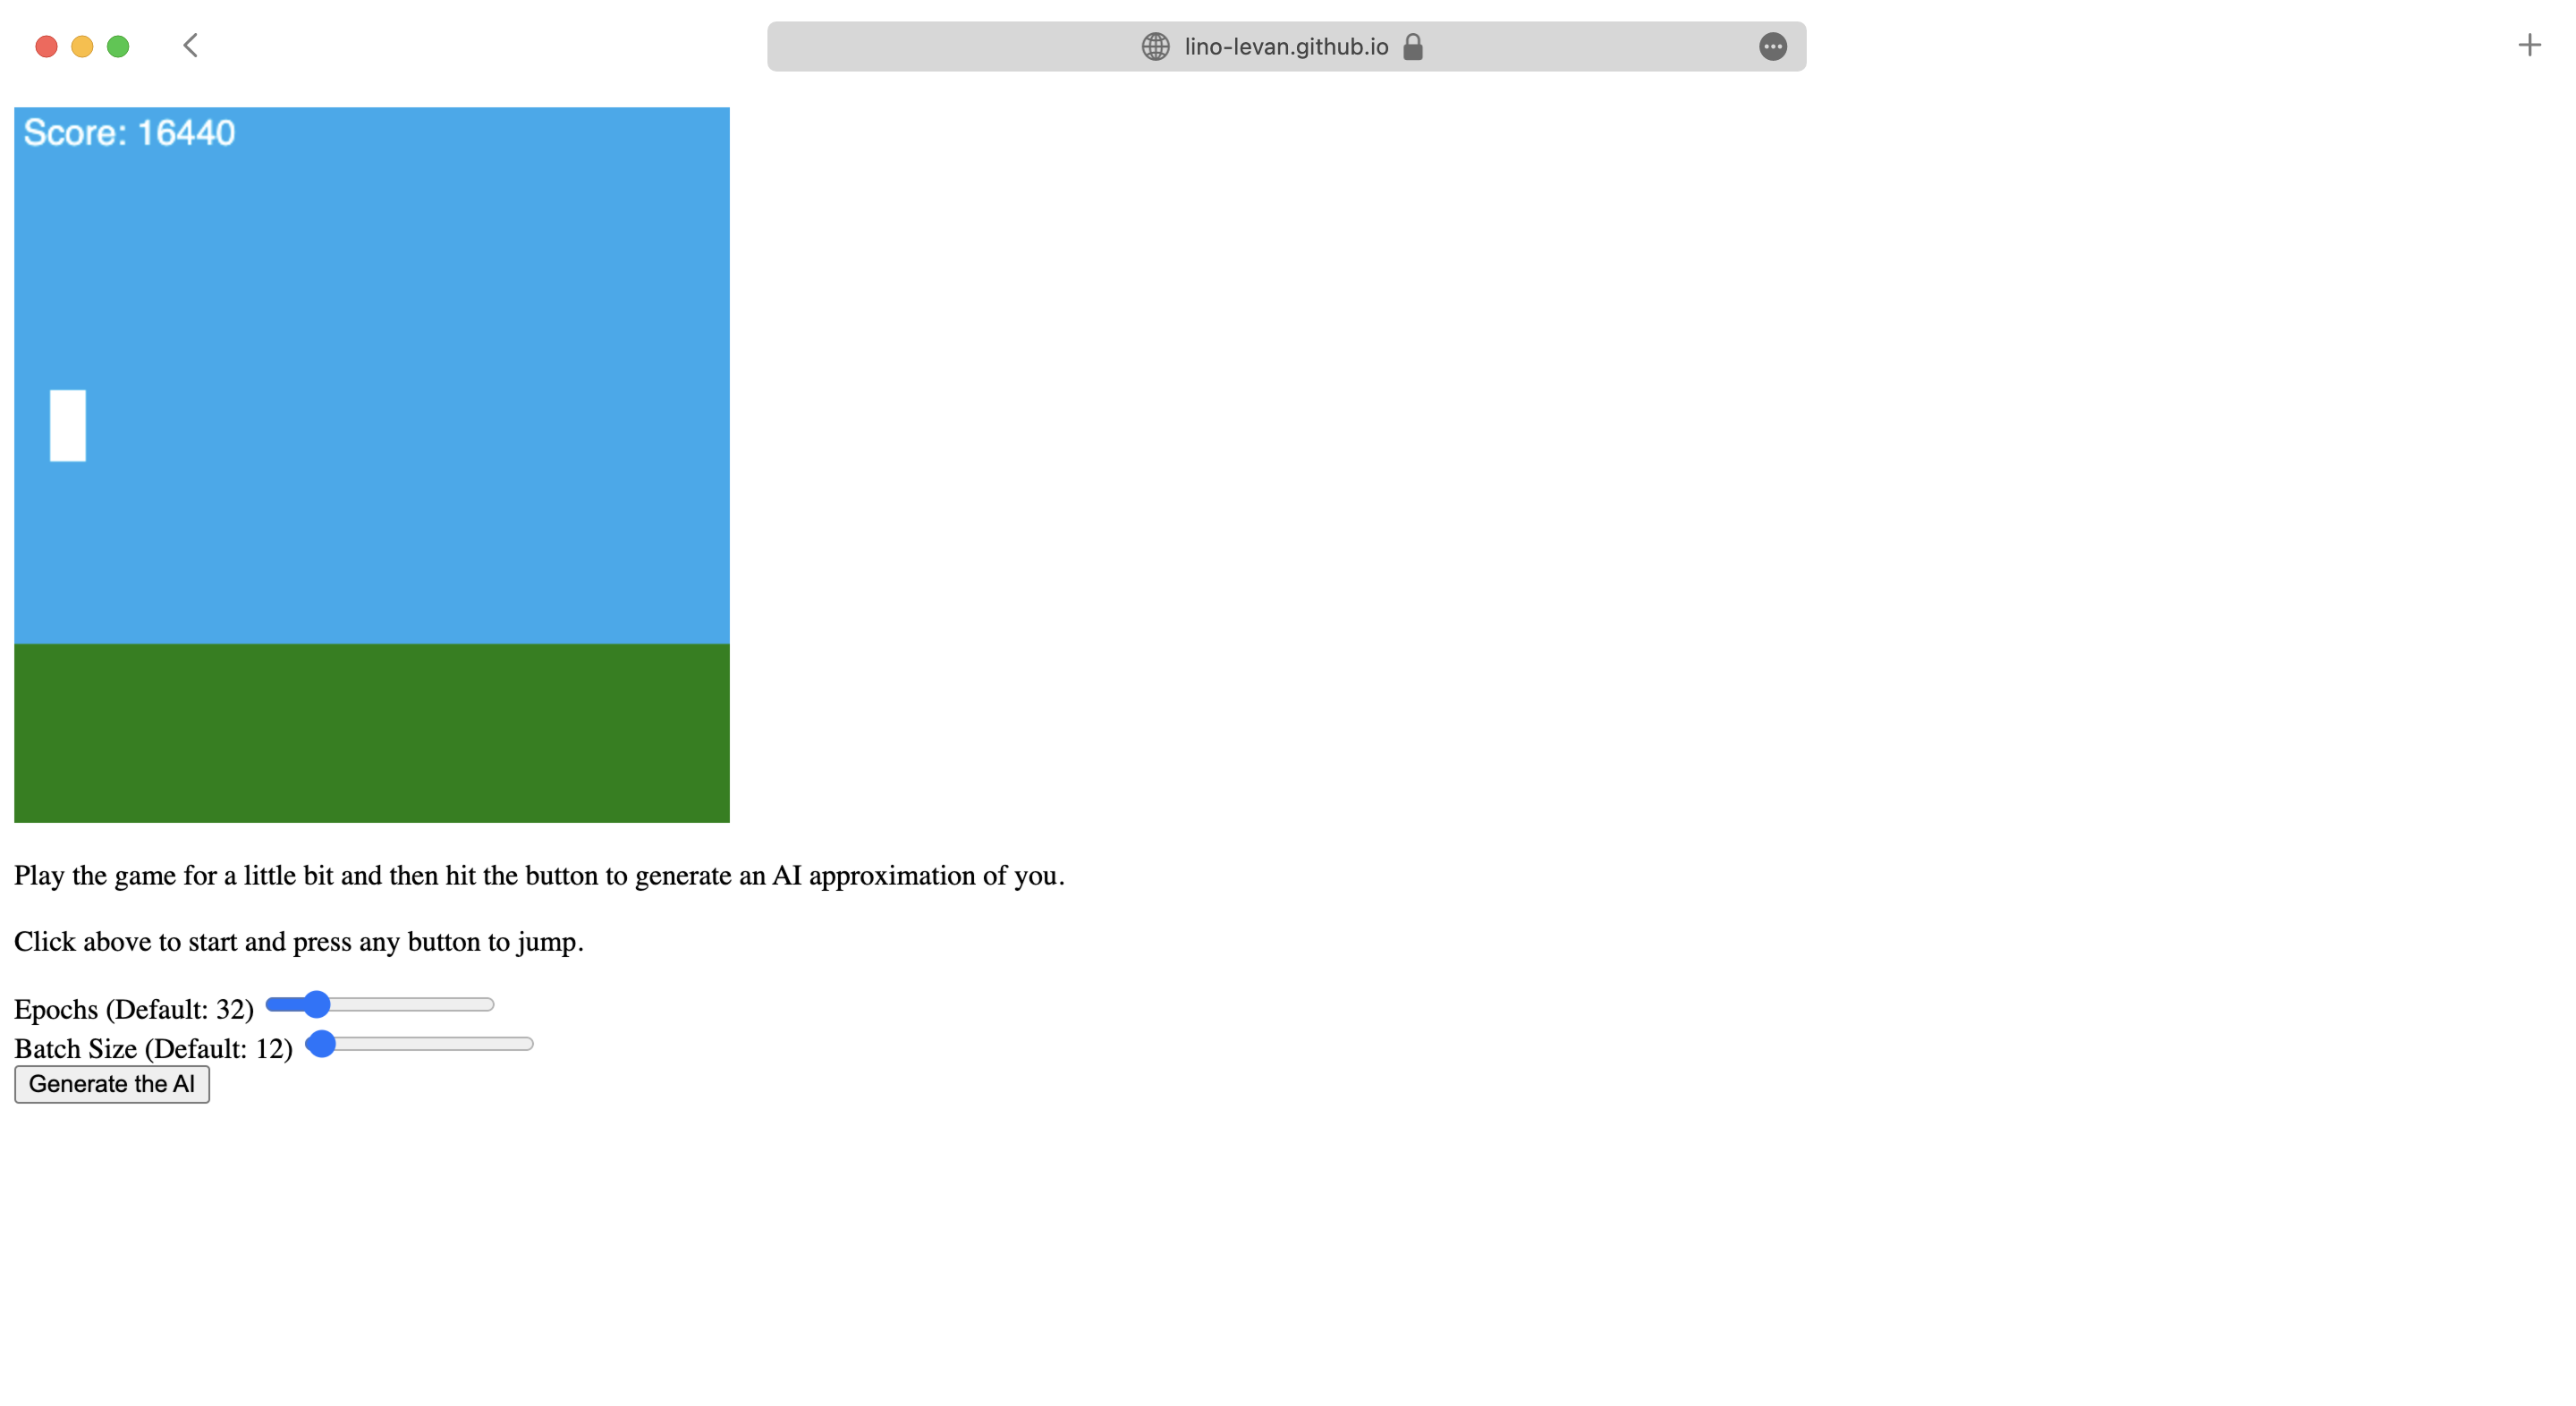 lino-levan.github.io
Score: 16440
Play the game for a little bit and then hit the button to generate an AI approximation of you.
Click above to start and press any button to jump.
Epochs (Default: 32)
Batch Size (Default: 12)
Generate the AI